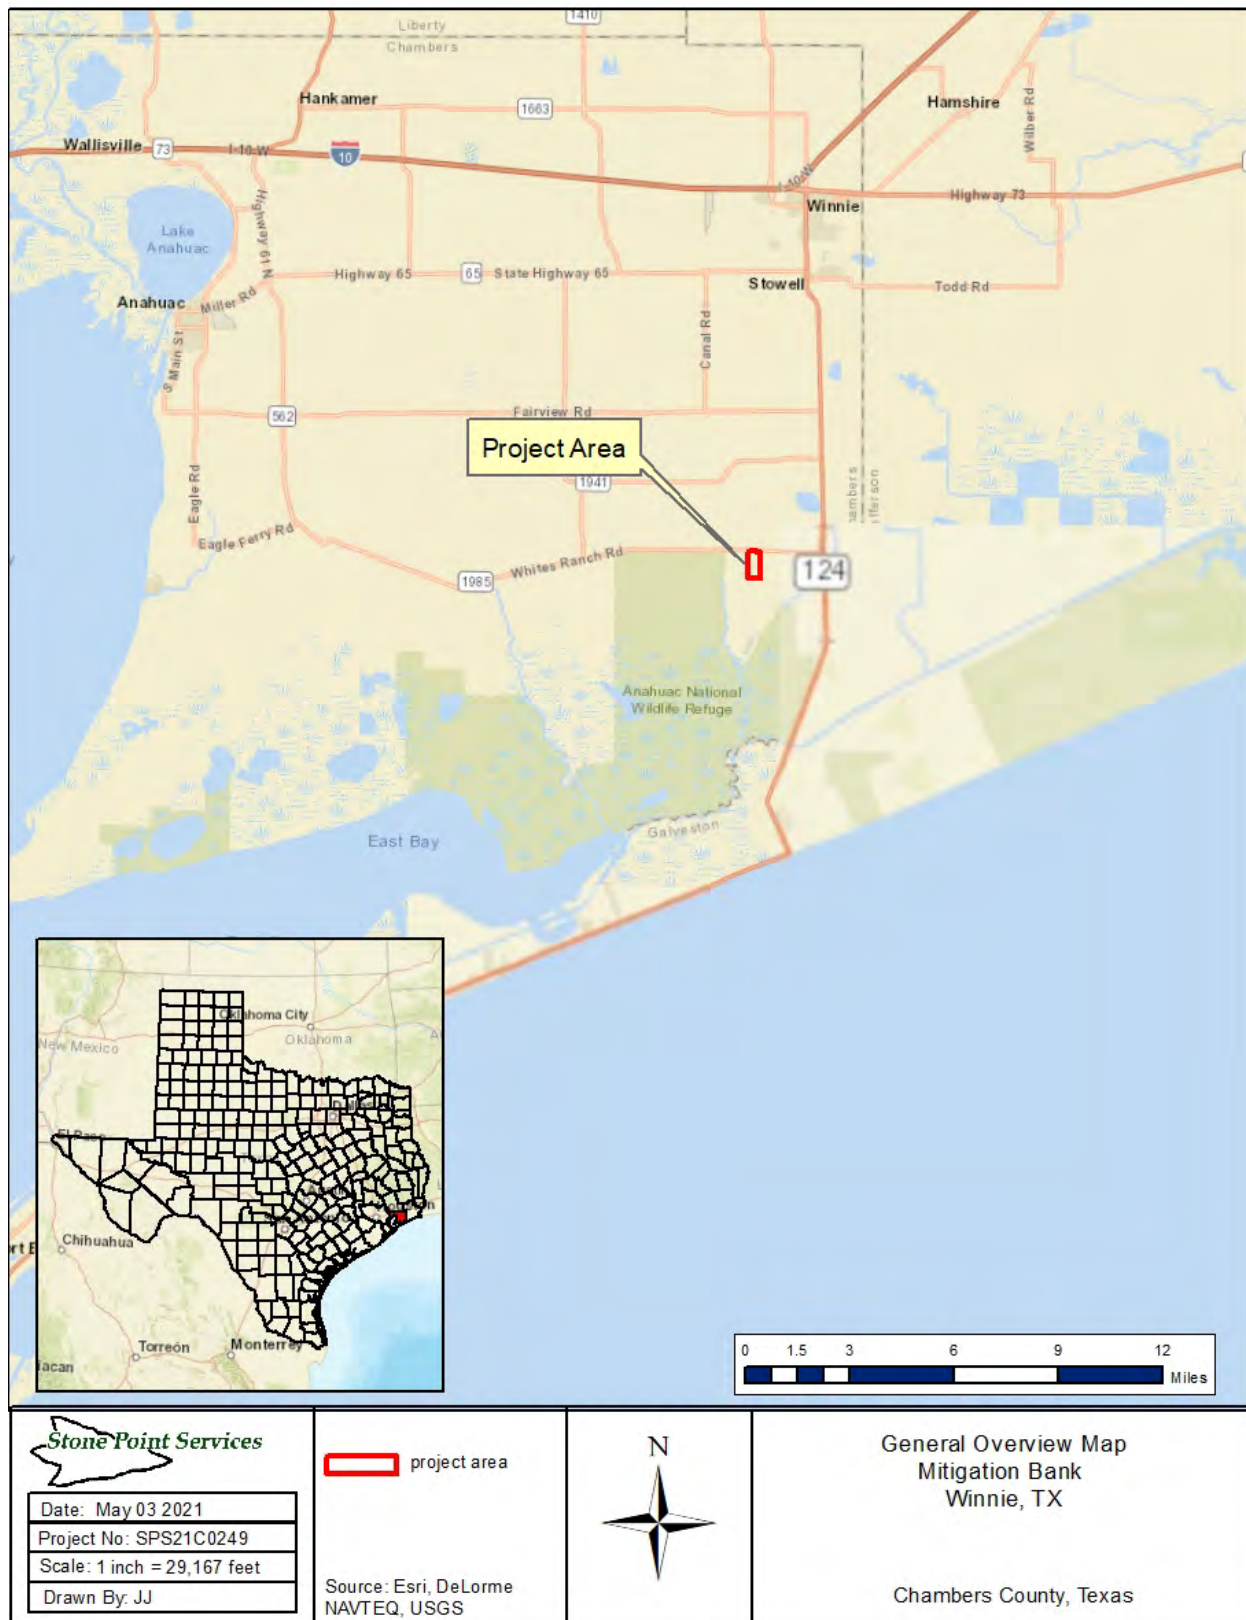 1410
Liberty
Chambers
Hankamer
1663
Hamshire
Wilber Rd
Wallisville
73
I-10-W
10
I-10-W
Highway 73
Winnie
Highway 61 N
Lake
Anahuac
Highway 65
65
State Highway 65
Stowell
Todd Rd
Anahuac
Miller Rd
S Main St
Canal Rd
562
Fairview Rd
Project Area
1941
Eagle Rd
Eagle Ferry Rd
Whites Ranch Rd
1985
124
ambers
fferson
Anahuac National
Wildlife Refuge
Galveston
East Bay
Oklahoma City
Oklahoma
New Mexico
Dallas
El Paso
Chihuahua
Torreón
Monterrey
iacan
ort
0 1.5 3 6 9 12
Miles
Stone Point Services
Date: May 03 2021
Project No: SPS21C0249
Scale: 1 inch = 29,167 feet
Drawn By: JJ
project area
Source: Esri, DeLorme
NAVTEQ, USGS
N
General Overview Map
Mitigation Bank
Winnie, TX
Chambers County, Texas